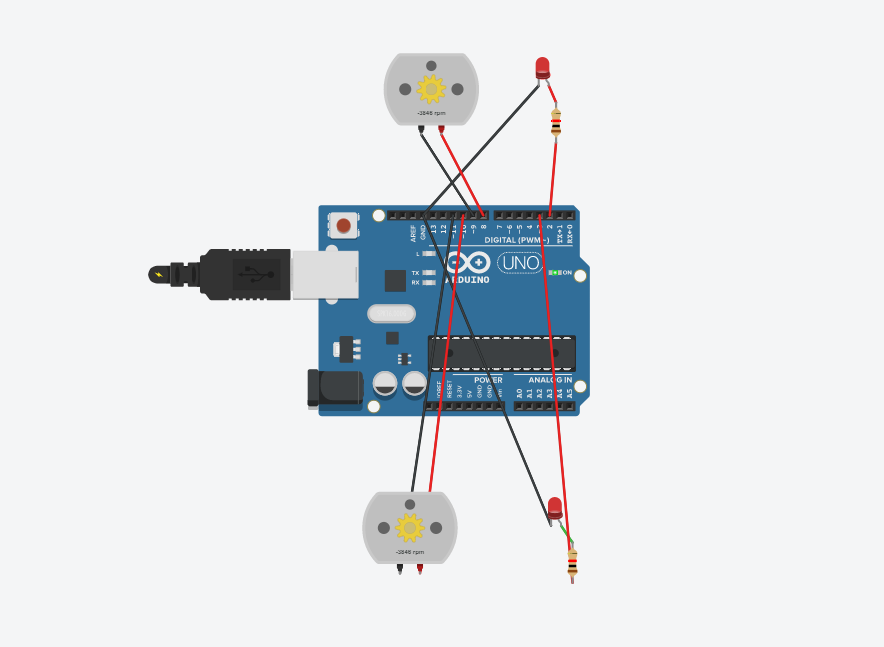 -3846 rpm
AREF
GND
13
12
~11
~10
~9
8
7
~6
~5
4
~3
2
TX→1
RX←0
DIGITAL (PWM~)
L
TX
RX
ARDUINO
UNO
ON
POWER
ANALOG IN
IOREF
RESET
3.3V
5V
GND
GND
Vin
A0
A1
A2
A3
A4
A5
-3846 rpm